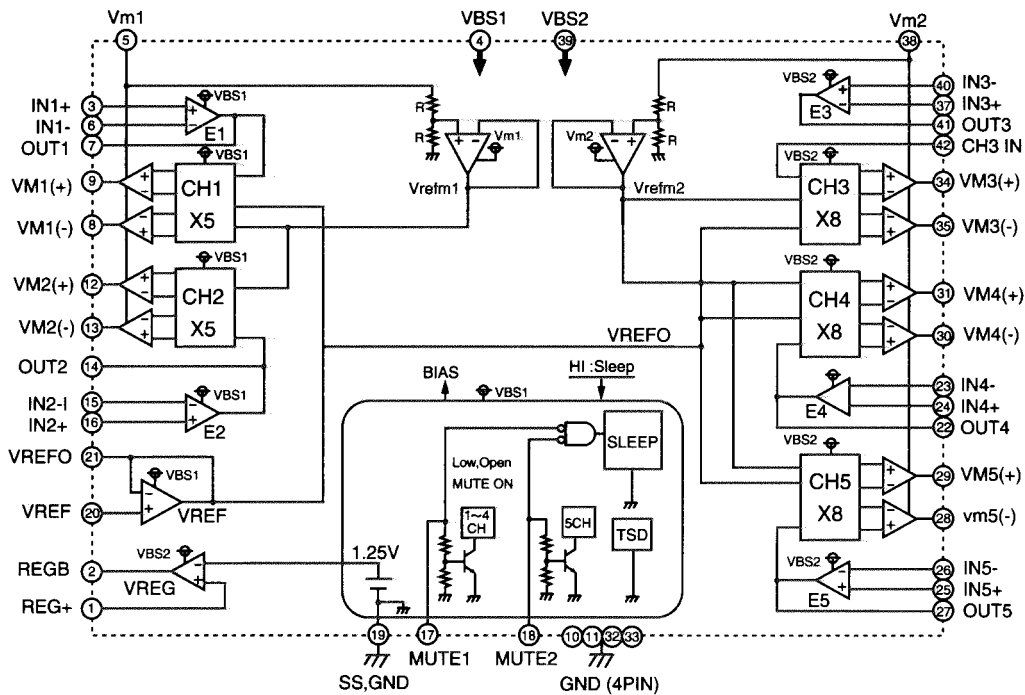 Vm1 VBS1 VBS2 Vm2
5 4 39 38
IN1+ 3
IN1- 6
OUT1 7
VBS1
+
-
E1
VM1(+) 9
VM1(-) 8
VBS1
CH1
X5
VM2(+) 12
VM2(-) 13
VBS1
CH2
X5
OUT2 14
IN2-I 15
IN2+ 16
VBS1
-
+
E2
VREFO 21
VREF 20
VBS1
-
+
VREF
REGB 2
REG+ 1
VBS2
-
+
VREG
R
R
+ -
Vm1
Vrefm1
R
R
- +
Vm2
Vrefm2
VREFO
BIAS
VBS1
HI :Sleep
SLEEP
Low,Open
MUTE ON
1~4
CH
5CH
TSD
1.25V
19
SS,GND
17
MUTE1
18
MUTE2
10 11 32 33
GND (4PIN)
VBS2
-
+
E3
40 IN3-
37 IN3+
41 OUT3
42 CH3 IN
VBS2
CH3
X8
34 VM3(+)
35 VM3(-)
VBS2
CH4
X8
31 VM4(+)
30 VM4(-)
-
+
E4
23 IN4-
24 IN4+
22 OUT4
VBS2
CH5
X8
29 VM5(+)
28 vm5(-)
VBS2
-
+
E5
26 IN5-
25 IN5+
27 OUT5